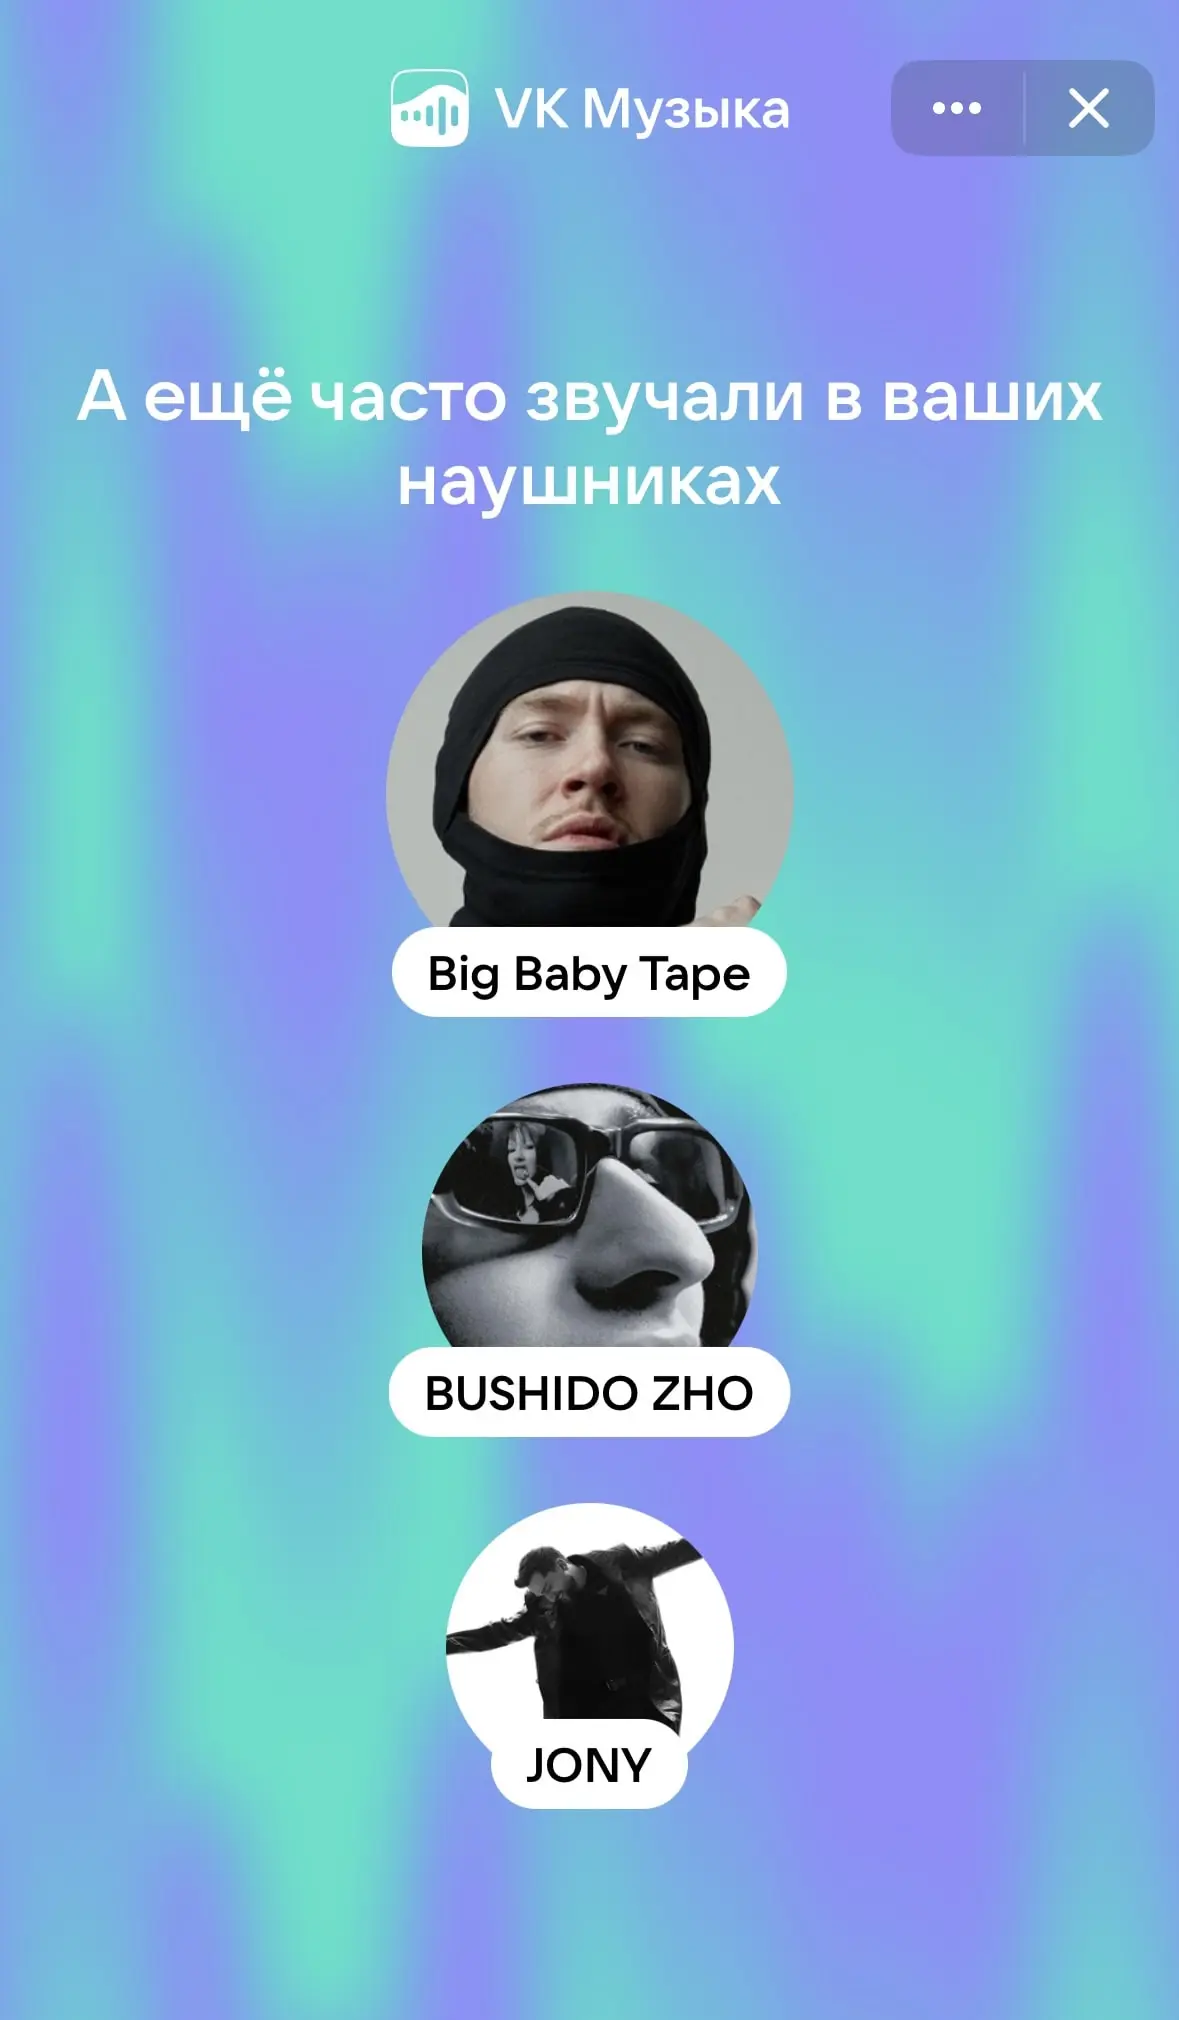 VK Музыка
А ещё часто звучали в ваших
наушниках
Big Baby Tape
BUSHIDO ZHO
JONY